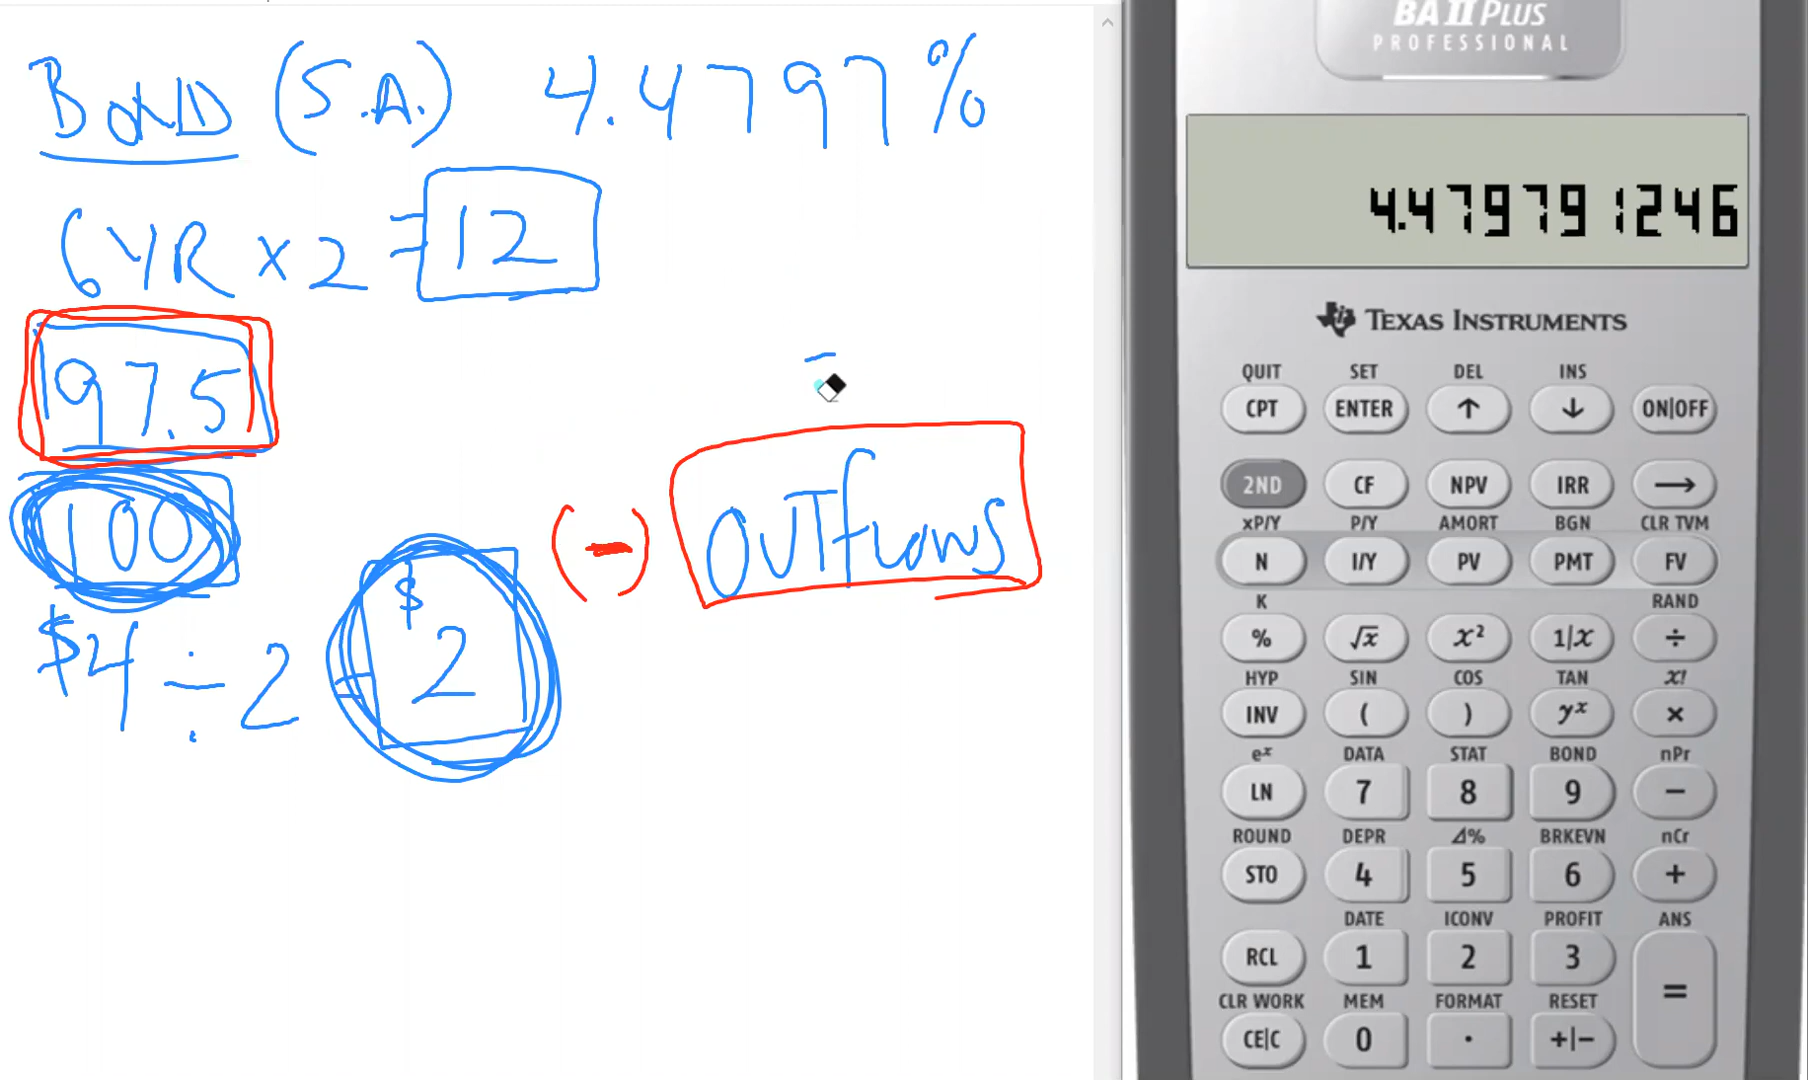 BOND (S.A.) 4.4797%
6 YR × 2 = 12
97.5
100
(-) OUTflowS
$4 ÷ 2 = $ 2
BA II PLUS
PROFESSIONAL
4.479791246
TEXAS INSTRUMENTS
QUIT SET DEL INS
CPT ENTER ↑ ↓ ON|OFF
2ND CF NPV IRR →
xP/Y P/Y AMORT BGN CLR TVM
N I/Y PV PMT FV
K RAND
% √x x² 1/x ÷
HYP SIN COS TAN x!
INV ( ) yˣ ×
eˣ DATA STAT BOND nPr
LN 7 8 9 −
ROUND DEPR Δ% BRKEVN nCr
STO 4 5 6 +
DATE ICONV PROFIT ANS
RCL 1 2 3 =
CLR WORK MEM FORMAT RESET
CE|C 0 . +|−